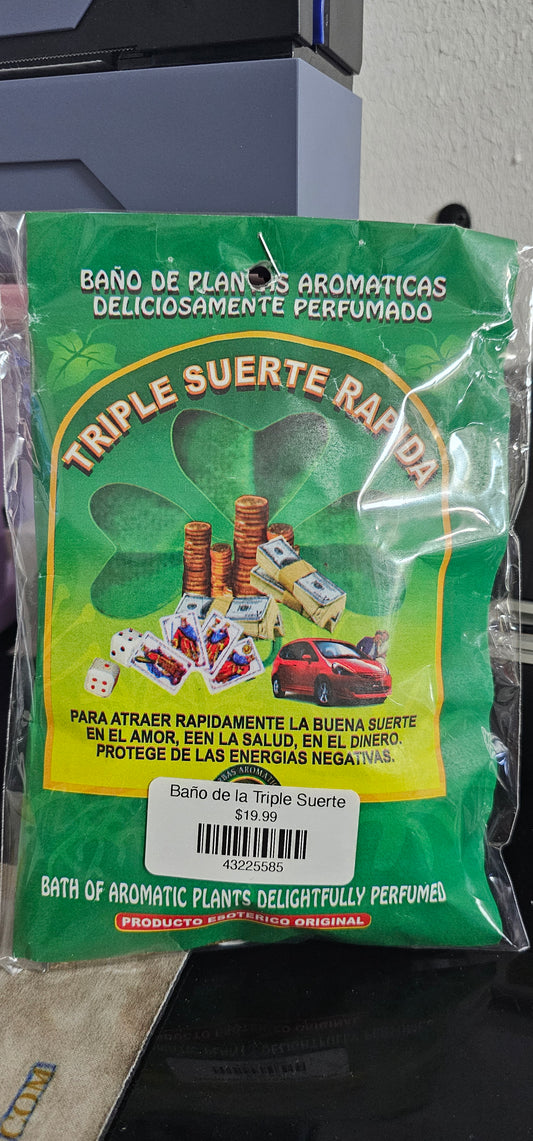 BAÑO DE PLANTAS AROMATICAS
DELICIOSAMENTE PERFUMADO
TRIPLE SUERTE RAPIDA
PARA ATRAER RAPIDAMENTE LA BUENA SUERTE
EN EL AMOR, EEN LA SALUD, EN EL DINERO.
PROTEGE DE LAS ENERGIAS NEGATIVAS.
Baño de la Triple Suerte
$19.99
43225585
BATH OF AROMATIC PLANTS DELIGHTFULLY PERFUMED
PRODUCTO ESOTERICO ORIGINAL
COM